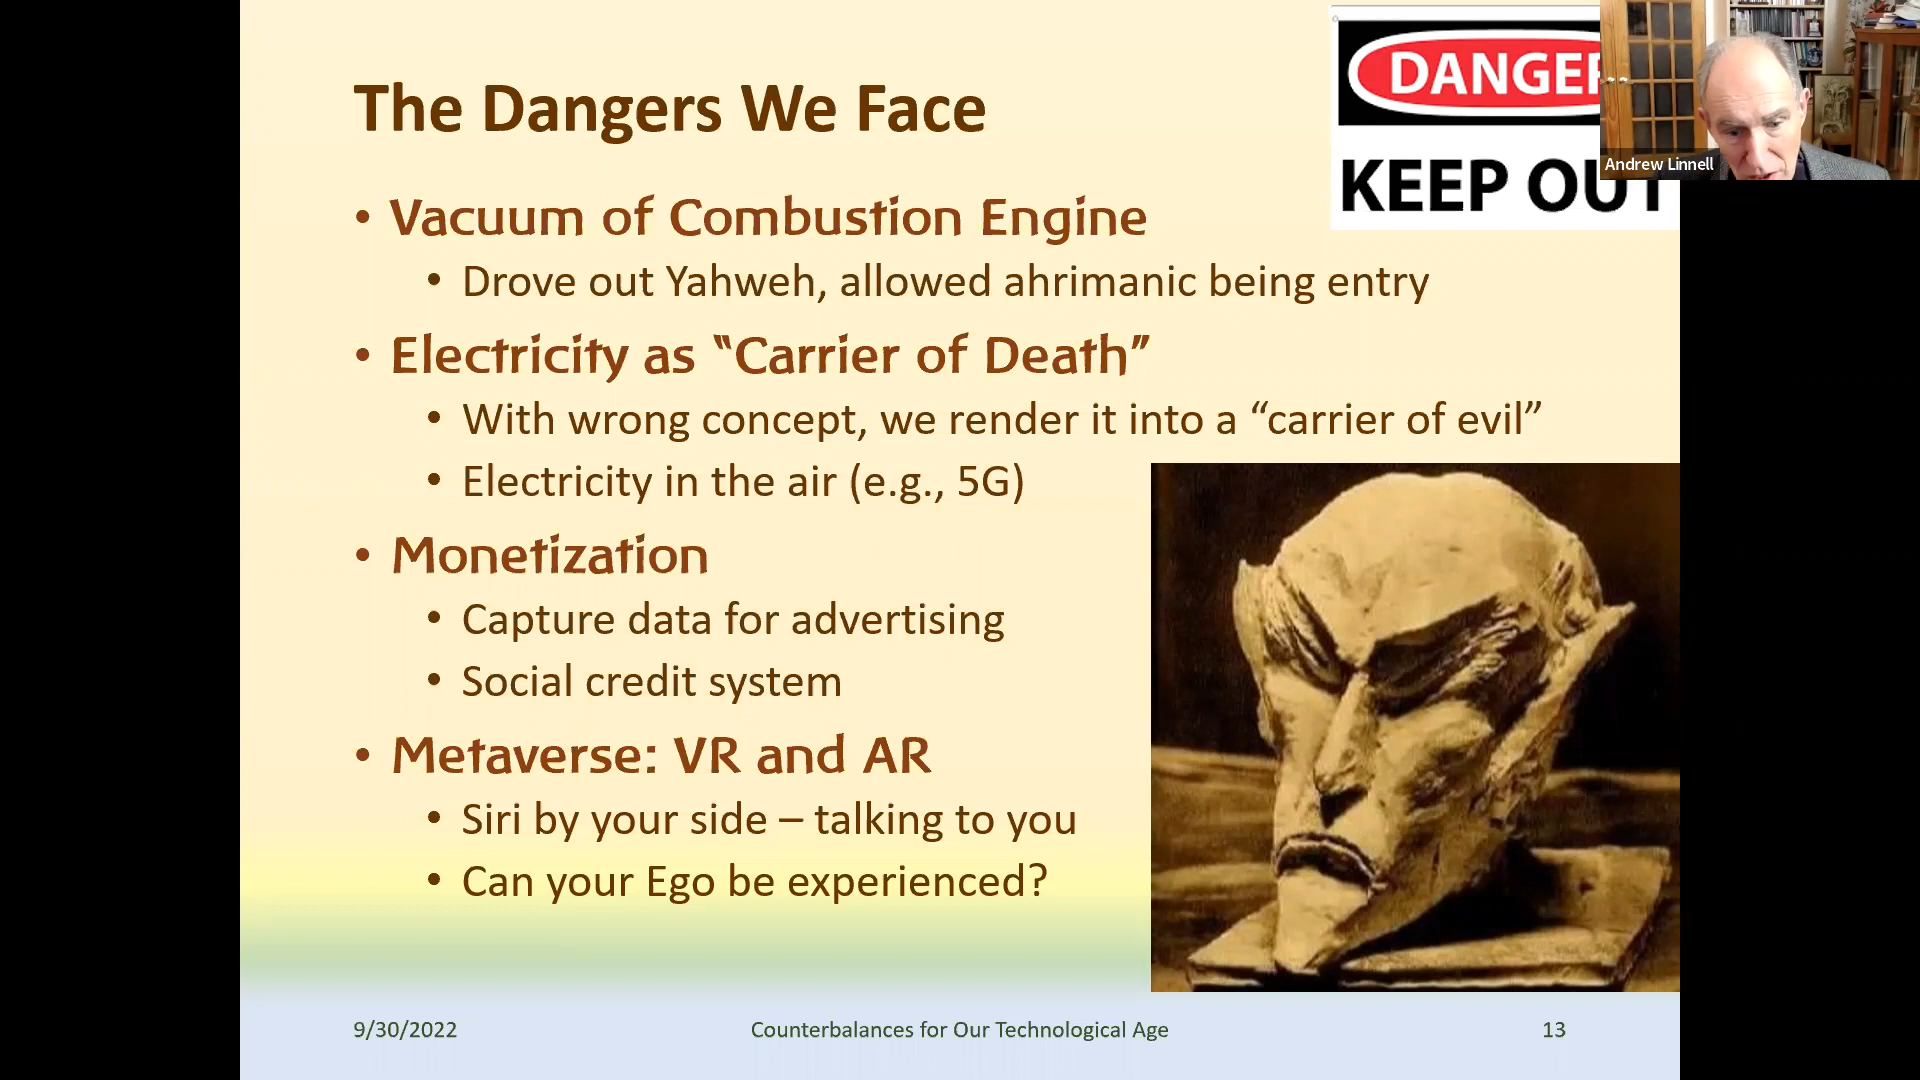 The Dangers We Face
DANGER
KEEP OUT
Andrew Linnell
• Vacuum of Combustion Engine
• Drove out Yahweh, allowed ahrimanic being entry
• Electricity as “Carrier of Death”
• With wrong concept, we render it into a “carrier of evil”
• Electricity in the air (e.g., 5G)
• Monetization
• Capture data for advertising
• Social credit system
• Metaverse: VR and AR
• Siri by your side – talking to you
• Can your Ego be experienced?
9/30/2022
Counterbalances for Our Technological Age
13